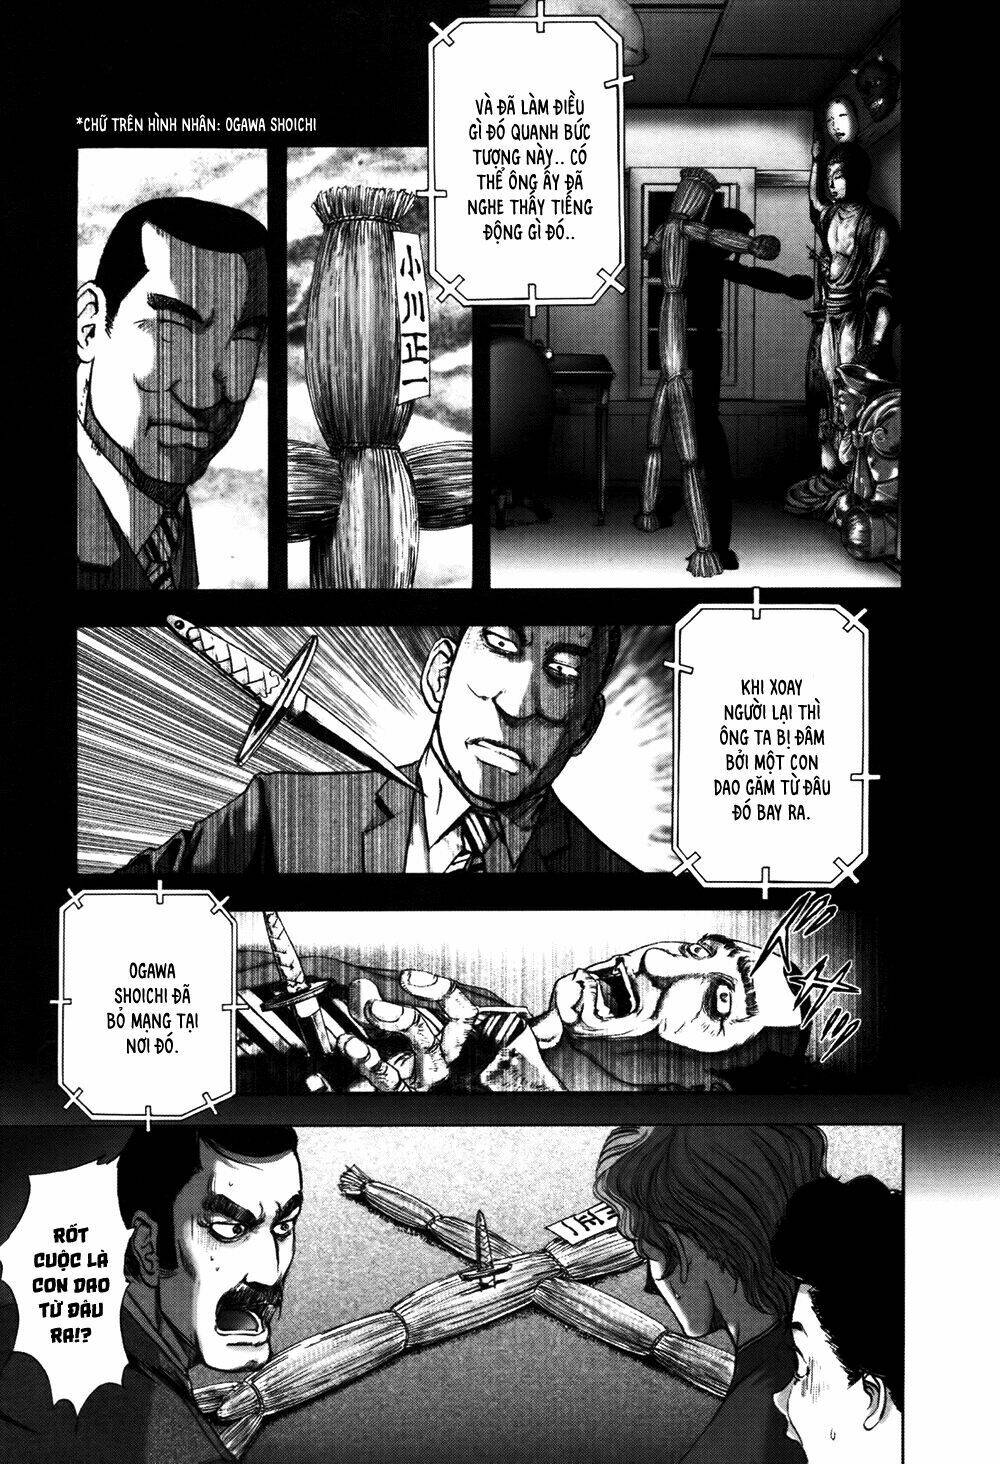 *CHỮ TRÊN HÌNH NHÂN: OGAWA SHOICHI
VÀ ĐÃ LÀM ĐIỀU
GÌ ĐÓ QUANH BỨC
TƯỢNG NÀY.. CÓ
THỂ ÔNG ẤY ĐÃ
NGHE THẤY TIẾNG
ĐỘNG GÌ ĐÓ..
小川正一
KHI XOAY
NGƯỜI LẠI THÌ
ÔNG TA BỊ ĐÂM
BỞI MỘT CON
DAO GĂM TỪ ĐÂU
ĐÓ BAY RA.
OGAWA
SHOICHI ĐÃ
BỎ MẠNG TẠI
NƠI ĐÓ.
RỐT
CUỘC LÀ
CON DAO
TỪ ĐÂU
RA!?